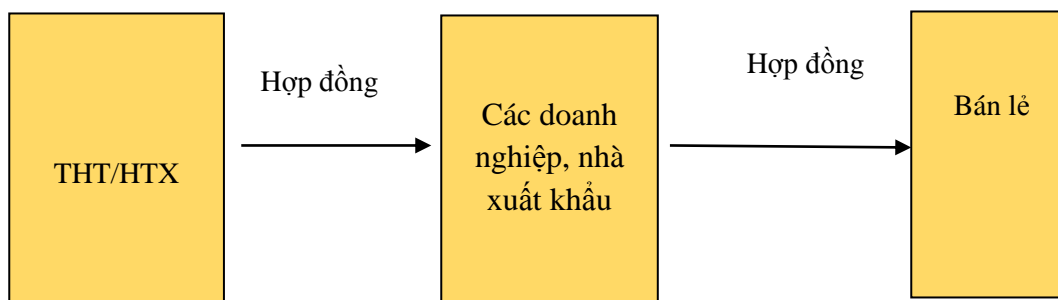 THT/HTX
Hợp đồng
Các doanh
nghiệp, nhà
xuất khẩu
Hợp đồng
Bán lẻ